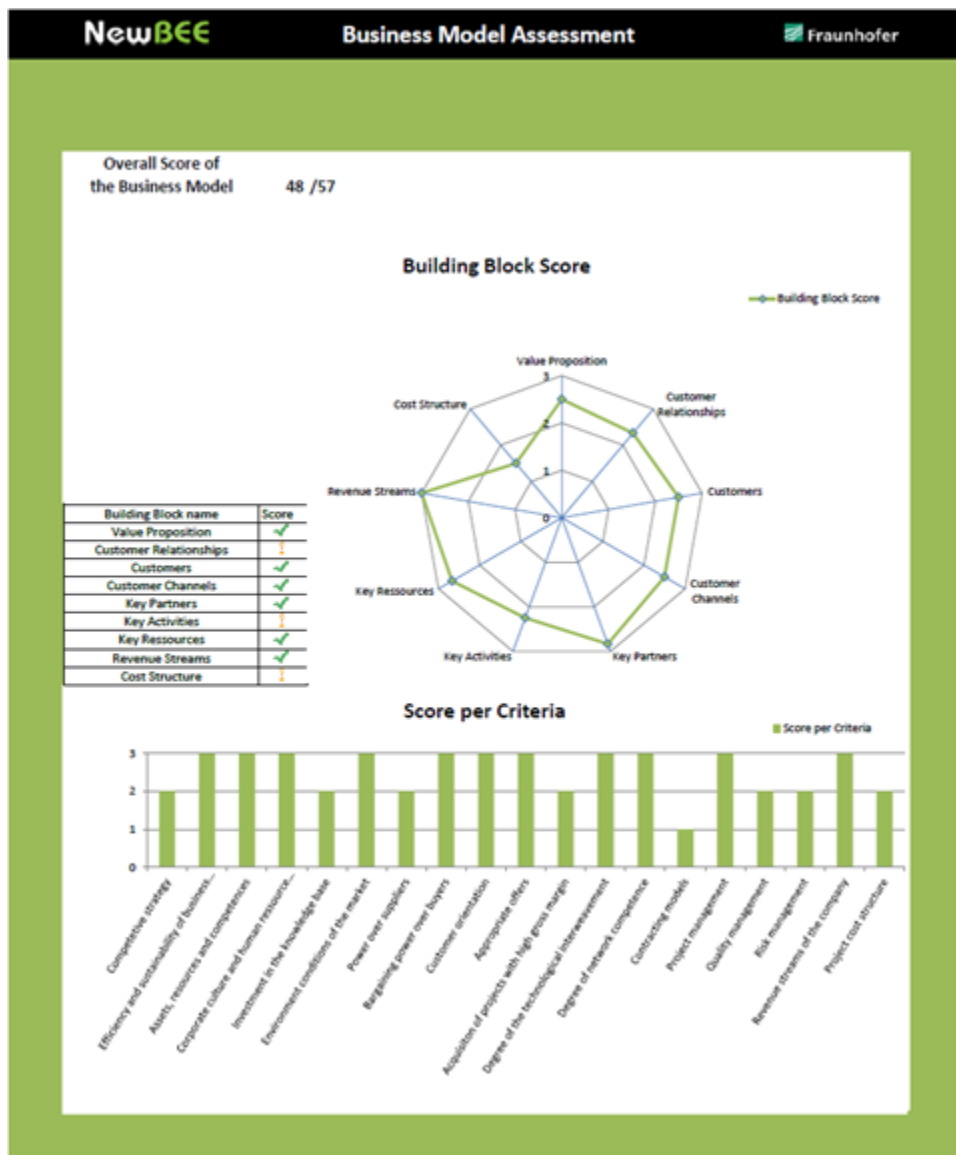 NewBEE
Business Model Assessment
Fraunhofer
Overall Score of
the Business Model
48 /57
Building Block Score
Building Block Score
Value Proposition
Customer
Relationships
Customers
Customer
Channels
Key Partners
Key Activities
Key Ressources
Revenue Streams
Cost Structure
3
2
1
0
Building Block name Score
Value Proposition
Customer Relationships
Customers
Customer Channels
Key Partners
Key Activities
Key Ressources
Revenue Streams
Cost Structure
Score per Criteria
Score per Criteria
3
2
1
0
Competetive strategy
Efficiency and sustainability of business...
Assets, resources and competences
Corporate culture and human ressource...
Investment in the knowledge base
Environment conditions of the market
Power over suppliers
Bargaining power over buyers
Customer orientation
Appropriate offers
Acquisiton of projects with high gross margin
Degree of the technological interweavement
Degree of network competence
Contracting models
Project management
Quality management
Risk management
Revenue streams of the company
Project cost structure